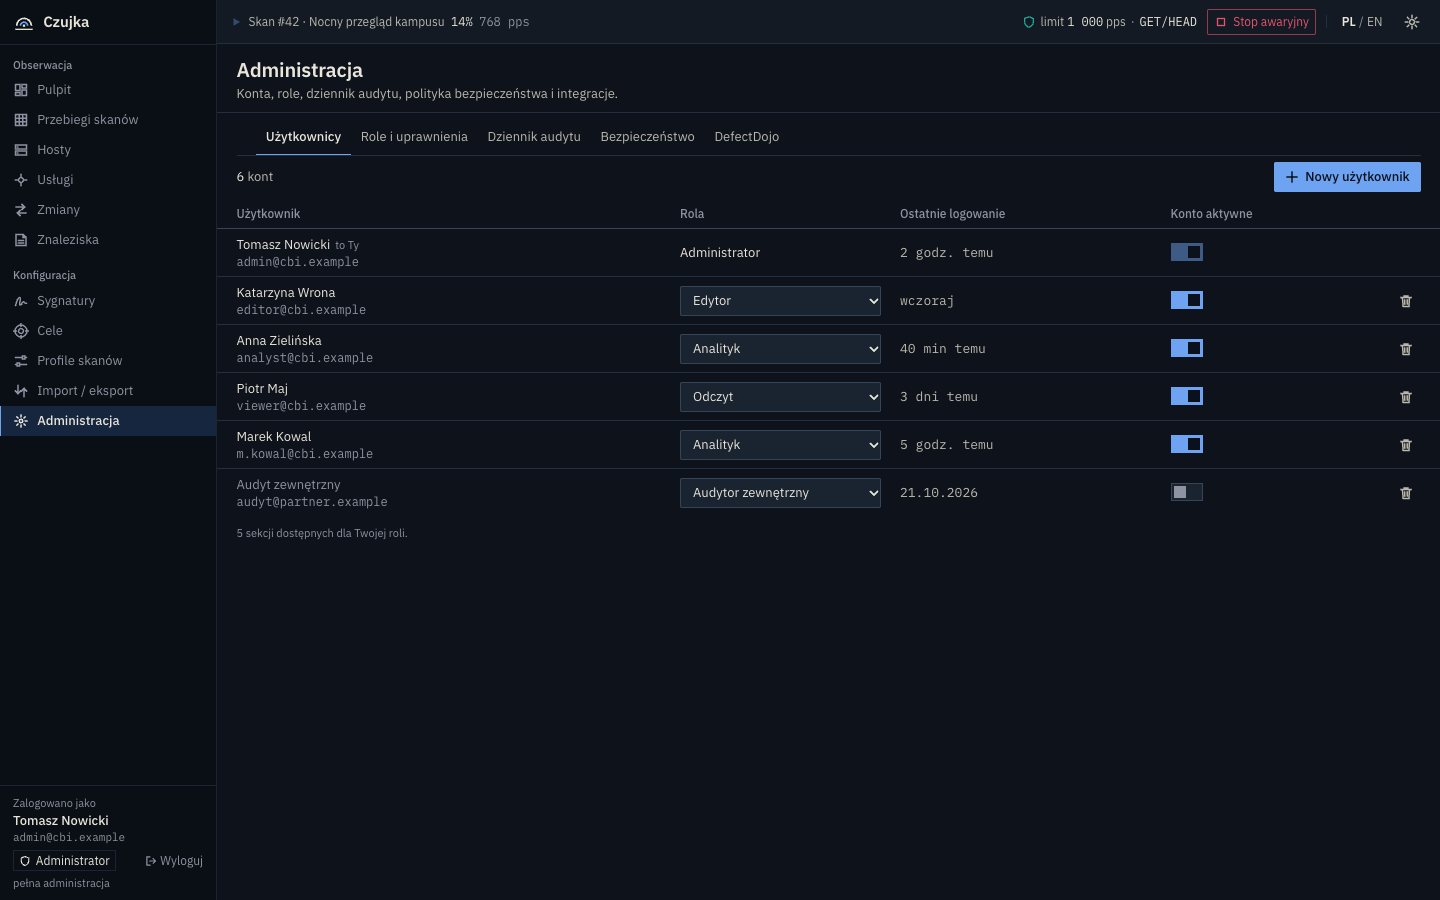 Czujka
Obserwacja
Pulpit
Przebiegi skanów
Hosty
Usługi
Zmiany
Znaleziska
Konfiguracja
Sygnatury
Cele
Profile skanów
Import / eksport
Administracja
Zalogowano jako
Tomasz Nowicki
admin@cbi.example
Administrator Wyloguj
pełna administracja
Skan #42 · Nocny przegląd kampusu 14% 768 pps
limit 1 000 pps · GET/HEAD Stop awaryjny PL / EN
Administracja
Konta, role, dziennik audytu, polityka bezpieczeństwa i integracje.
Użytkownicy Role i uprawnienia Dziennik audytu Bezpieczeństwo DefectDojo
6 kont Nowy użytkownik
Użytkownik Rola Ostatnie logowanie Konto aktywne
Tomasz Nowicki to Ty
admin@cbi.example
Administrator 2 godz. temu
Katarzyna Wrona
editor@cbi.example
Edytor wczoraj
Anna Zielińska
analyst@cbi.example
Analityk 40 min temu
Piotr Maj
viewer@cbi.example
Odczyt 3 dni temu
Marek Kowal
m.kowal@cbi.example
Analityk 5 godz. temu
Audyt zewnętrzny
audyt@partner.example
Audytor zewnętrzny 21.10.2026
5 sekcji dostępnych dla Twojej roli.